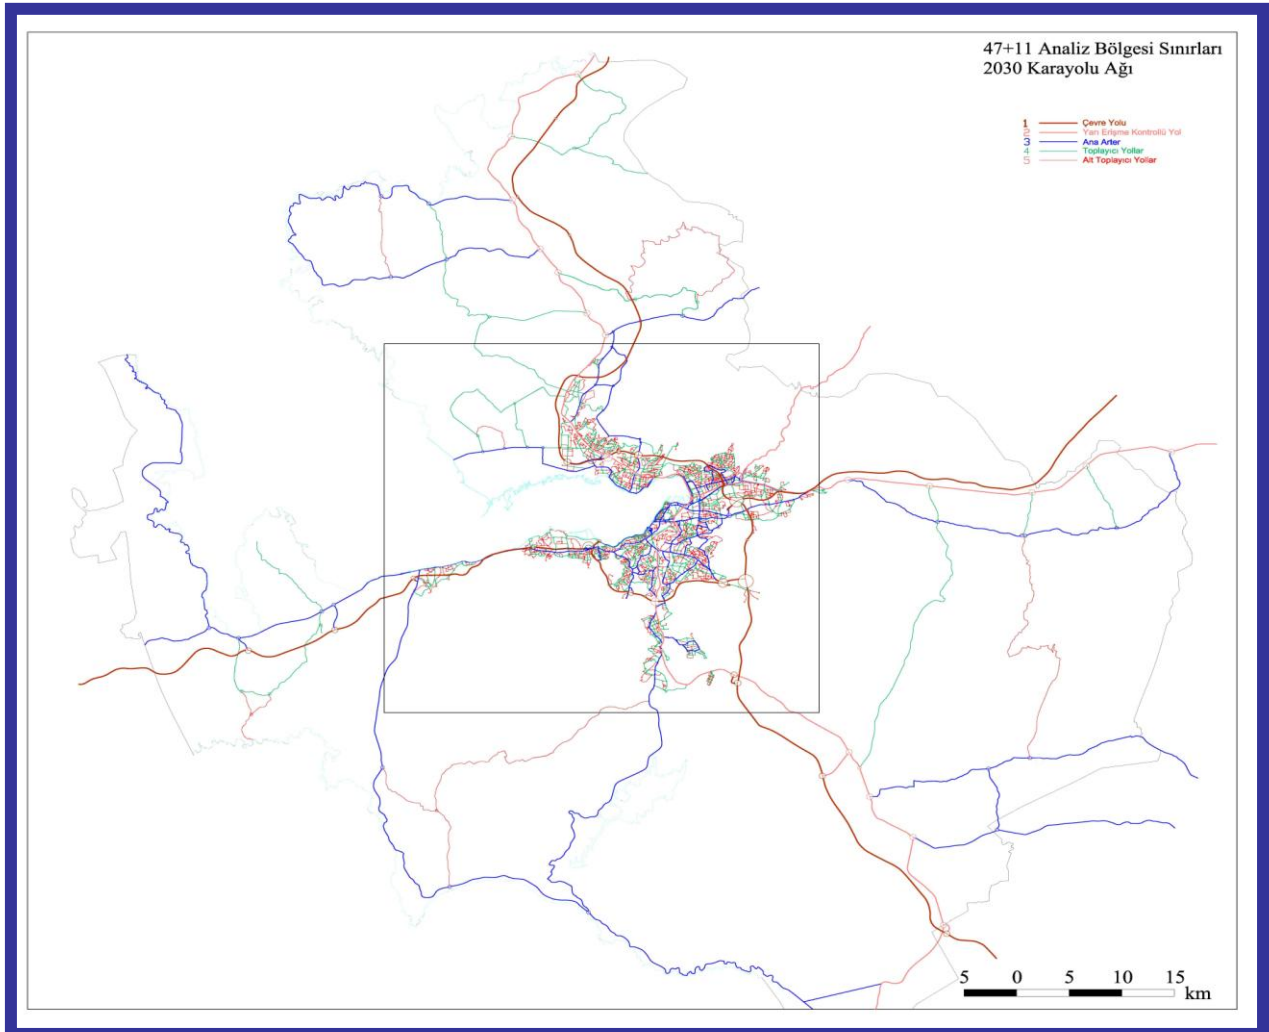 47+11 Analiz Bölgesi Sınırları
2030 Karayolu Ağı
1 Çevre Yolu
2 Yarı Erişme Kontrollü Yol
3 Ana Arter
4 Toplayıcı Yollar
5 Alt Toplayıcı Yollar
5 0 5 10 15
km